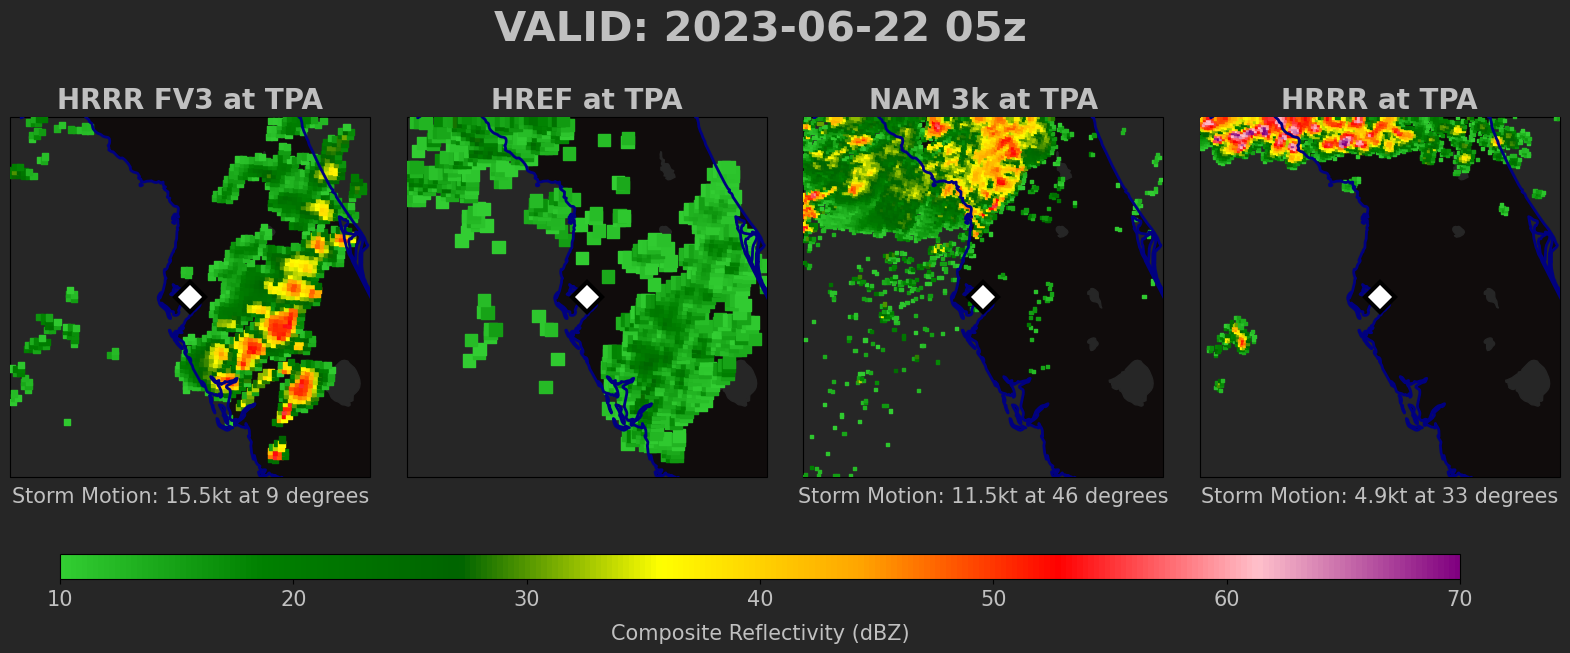 VALID: 2023-06-22 05z
HRRR FV3 at TPA
HREF at TPA
NAM 3k at TPA
HRRR at TPA
Storm Motion: 15.5kt at 9 degrees
Storm Motion: 11.5kt at 46 degrees
Storm Motion: 4.9kt at 33 degrees
10 20 30 40 50 60 70
Composite Reflectivity (dBZ)